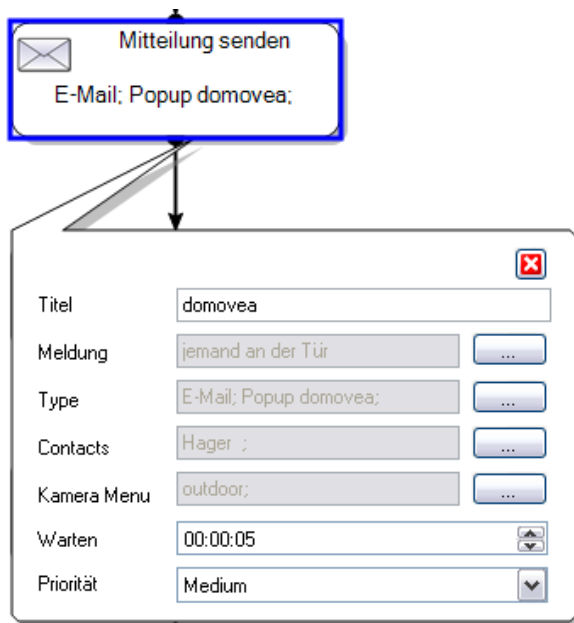 Mitteilung senden
E-Mail; Popup domovea;
Titel domovea
Meldung jemand an der Tür ...
Type E-Mail; Popup domovea; ...
Contacts Hager ; ...
Kamera Menu outdoor; ...
Warten 00:00:05
Priorität Medium